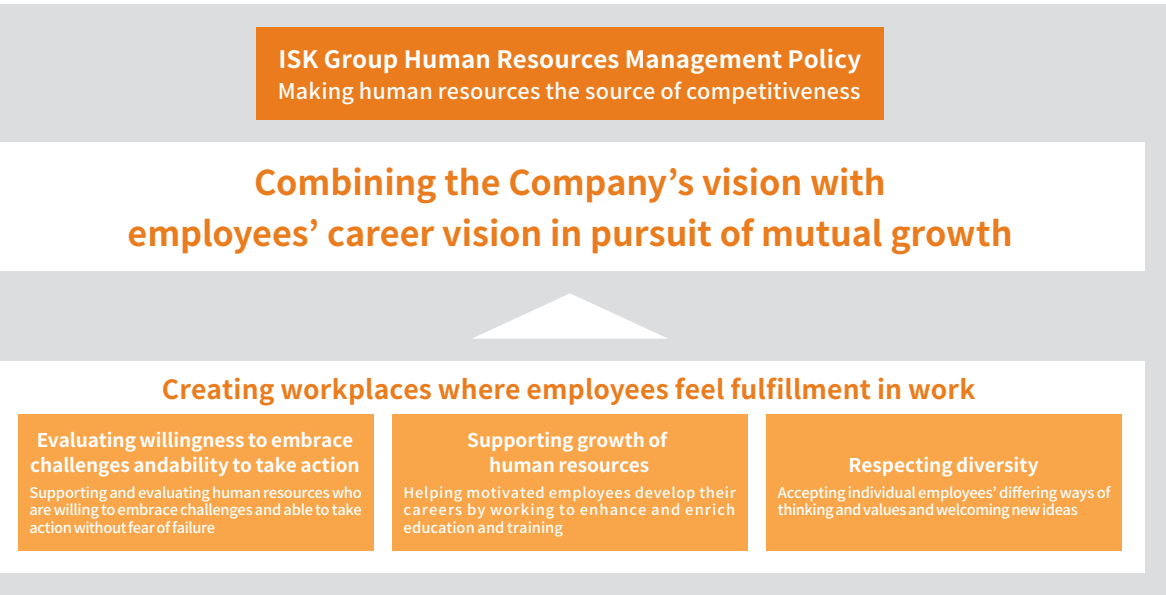 ISK Group Human Resources Management Policy
Making human resources the source of competitiveness
Combining the Company’s vision with
employees’ career vision in pursuit of mutual growth
Creating workplaces where employees feel fulfillment in work
Evaluating willingness to embrace
challenges andability to take action
Supporting and evaluating human resources who
are willing to embrace challenges and able to take
action without fear of failure
Supporting growth of
human resources
Helping motivated employees develop their
careers by working to enhance and enrich
education and training
Respecting diversity
Accepting individual employees’ differing ways of
thinking and values and welcoming new ideas